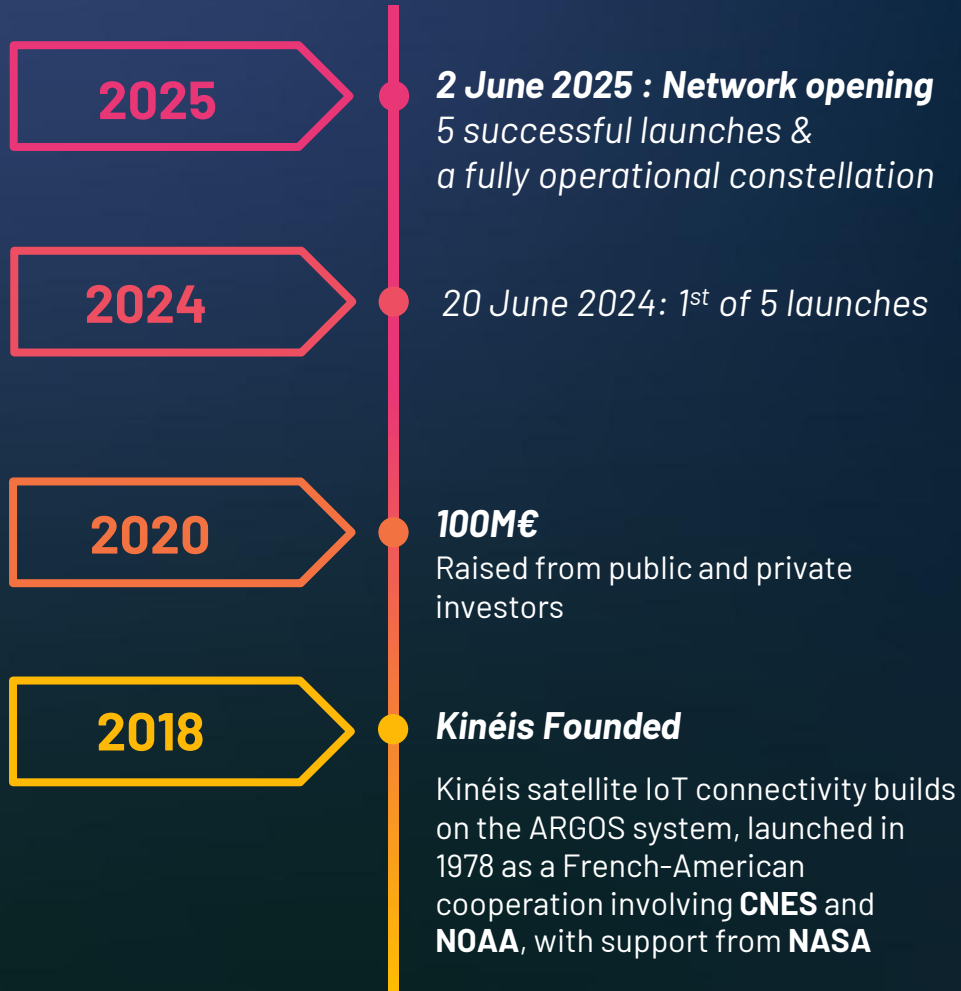 2025
2 June 2025 : Network opening
5 successful launches &
a fully operational constellation
2024
20 June 2024: 1st of 5 launches
2020
100M€
Raised from public and private
investors
2018
Kinéis Founded
Kinéis satellite IoT connectivity builds
on the ARGOS system, launched in
1978 as a French-American
cooperation involving CNES and
NOAA, with support from NASA